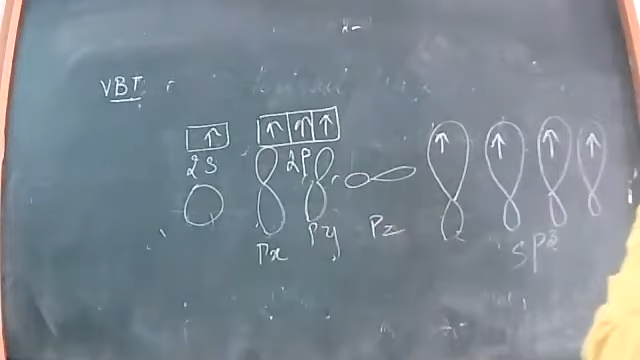 VBT
↑ ↑ ↑ ↑
2S 2P
↑ ↑ ↑ ↑
Px Py Pz
SP³